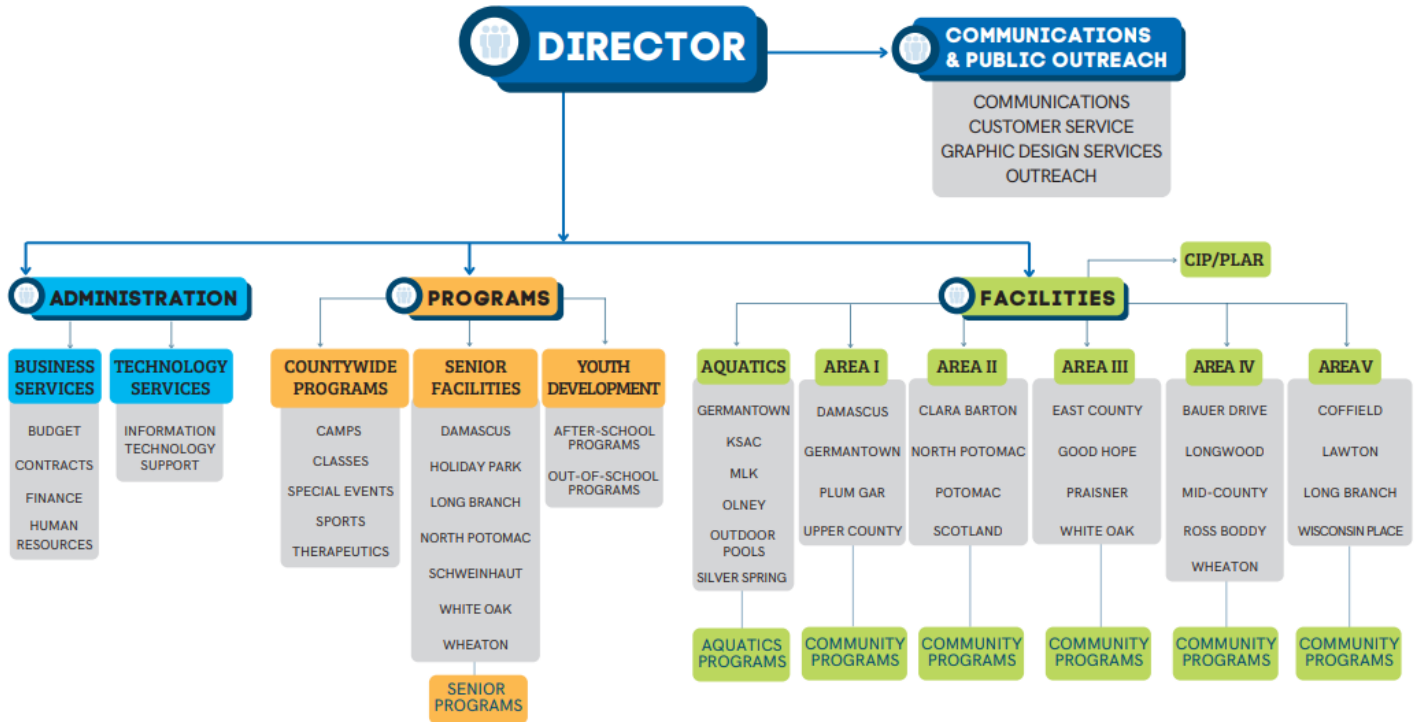 DIRECTOR
COMMUNICATIONS
& PUBLIC OUTREACH
COMMUNICATIONS
CUSTOMER SERVICE
GRAPHIC DESIGN SERVICES
OUTREACH
CIP/PLAR
ADMINISTRATION
PROGRAMS
FACILITIES
BUSINESS
SERVICES
BUDGET
CONTRACTS
FINANCE
HUMAN
RESOURCES
TECHNOLOGY
SERVICES
INFORMATION
TECHNOLOGY
SUPPORT
COUNTYWIDE
PROGRAMS
CAMPS
CLASSES
SPECIAL EVENTS
SPORTS
THERAPEUTICS
SENIOR
FACILITIES
DAMASCUS
HOLIDAY PARK
LONG BRANCH
NORTH POTOMAC
SCHWEINHAUT
WHITE OAK
WHEATON
SENIOR
PROGRAMS
YOUTH
DEVELOPMENT
AFTER-SCHOOL
PROGRAMS
OUT-OF-SCHOOL
PROGRAMS
AQUATICS
GERMANTOWN
KSAC
MLK
OLNEY
OUTDOOR
POOLS
SILVER SPRING
AQUATICS
PROGRAMS
AREA I
DAMASCUS
GERMANTOWN
PLUM GAR
UPPER COUNTY
COMMUNITY
PROGRAMS
AREA II
CLARA BARTON
NORTH POTOMAC
POTOMAC
SCOTLAND
COMMUNITY
PROGRAMS
AREA III
EAST COUNTY
GOOD HOPE
PRAISNER
WHITE OAK
COMMUNITY
PROGRAMS
AREA IV
BAUER DRIVE
LONGWOOD
MID-COUNTY
ROSS BODDY
WHEATON
COMMUNITY
PROGRAMS
AREA V
COFFIELD
LAWTON
LONG BRANCH
WISCONSIN PLACE
COMMUNITY
PROGRAMS